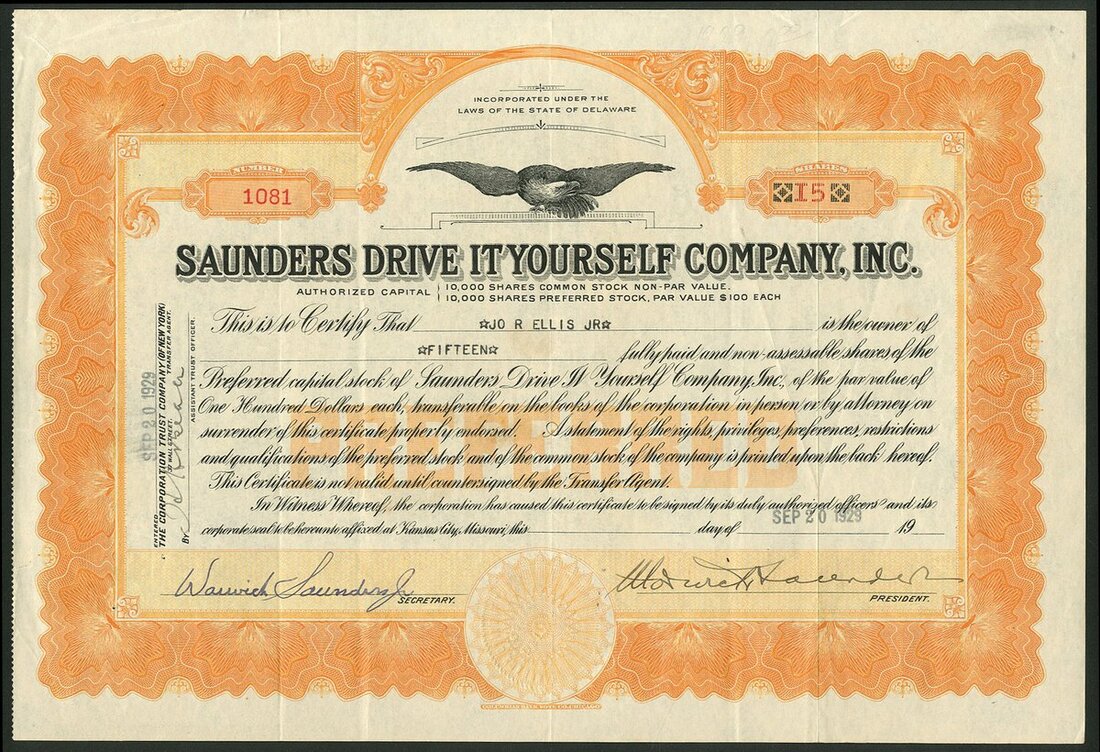 INCORPORATED UNDER THE
LAWS OF THE STATE OF DELAWARE
NUMBER
SHARES
1081
15
SAUNDERS DRIVE IT YOURSELF COMPANY, INC.
AUTHORIZED CAPITAL
10,000 SHARES COMMON STOCK NON-PAR VALUE.
10,000 SHARES PREFERRED STOCK, PAR VALUE $100 EACH
This is to Certify That ☆JO R ELLIS JR☆ is the owner of
☆FIFTEEN☆ fully paid and non-assessable shares of the
Preferred capital stock of Saunders Drive It Yourself Company, Inc., of the par value of
One Hundred Dollars each, transferable on the books of the corporation in person or by attorney on
surrender of this certificate properly endorsed. A statement of the rights, privileges, preferences, restrictions
and qualifications of the preferred stock and of the common stock of the company is printed upon the back hereof.
This Certificate is not valid until countersigned by the Transfer Agent.
In Witness Whereof, the corporation has caused this certificate to be signed by its duly authorized officers and its
corporate seal to be hereunto affixed at Kansas City, Missouri, this day of SEP 20 1929 19
Warwick Saunders Jr
SECRETARY.
PRESIDENT.
SEP 20 1929
ENTERED
THE CORPORATION TRUST COMPANY (OF NEW YORK)
37 WALL STREET. TRANSFER AGENT.
BY
ASSISTANT TRUST OFFICER.
COLUMBIAN BANK NOTE CO. CHICAGO